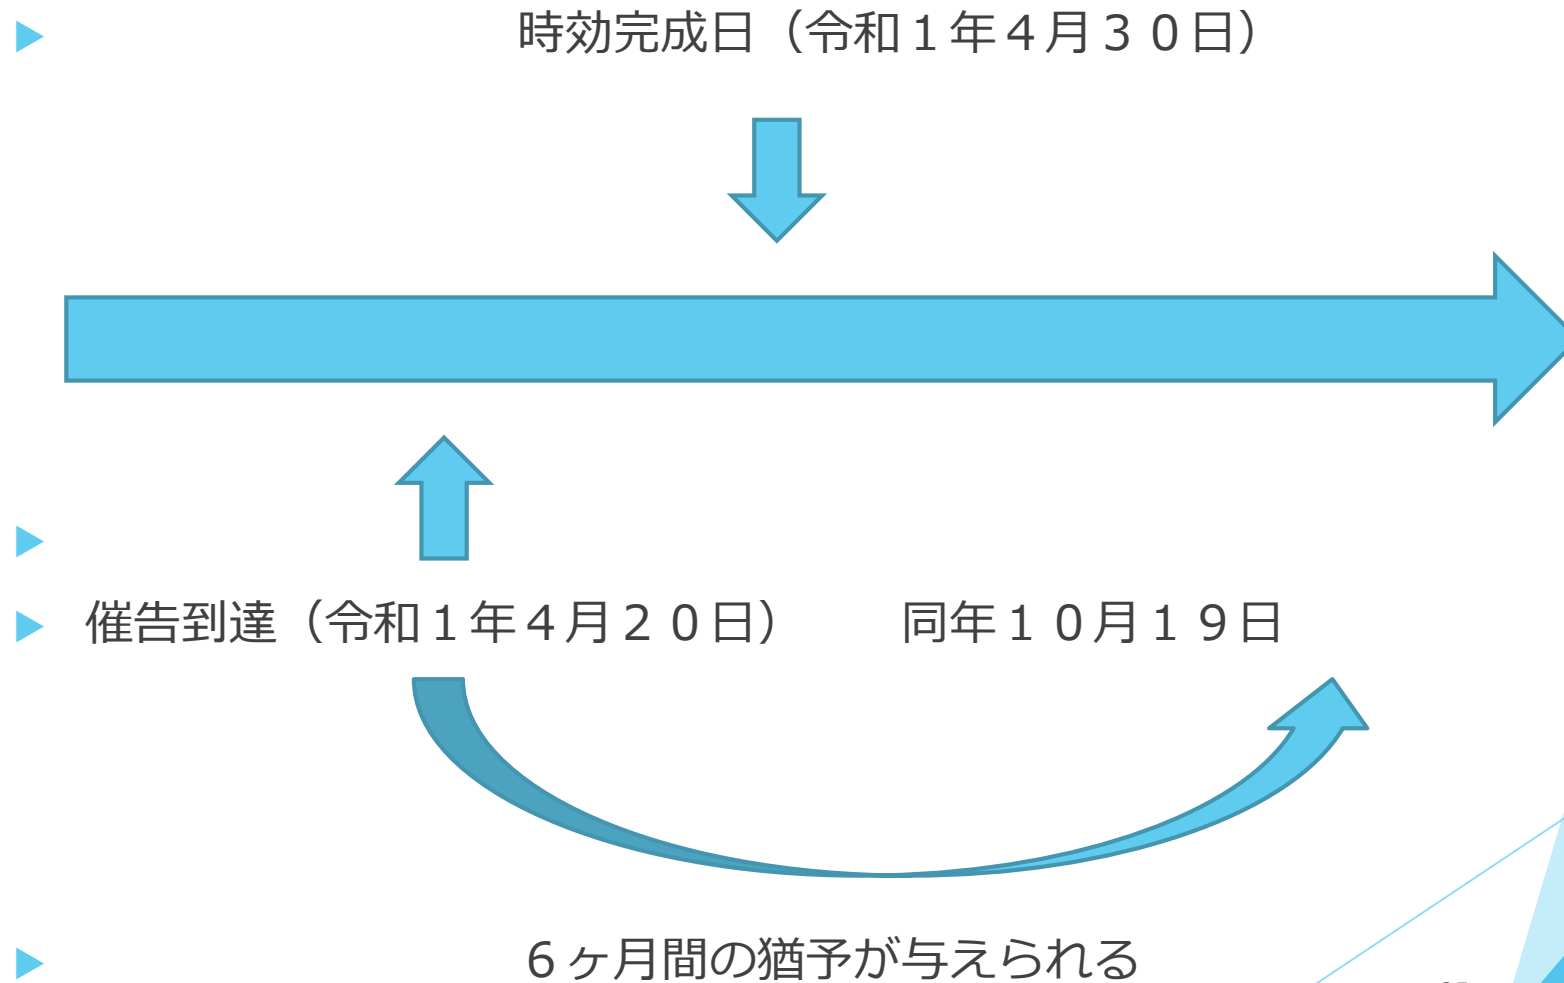 時効完成日（令和１年４月３０日）
催告到達（令和１年４月２０日）　　同年１０月１９日
６ヶ月間の猶予が与えられる